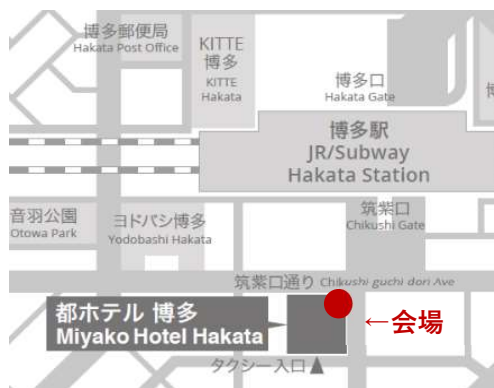 博多郵便局
Hakata Post Office
KITTE
博多
KITTE
Hakata
博多口
Hakata Gate
博多駅
JR/Subway
Hakata Station
音羽公園
Otowa Park
ヨドバシ博多
Yodobashi Hakata
筑紫口
Chikushi Gate
筑紫口通り Chikushi guchi dori Ave
都ホテル 博多
Miyako Hotel Hakata
←会場
タクシー入口▲